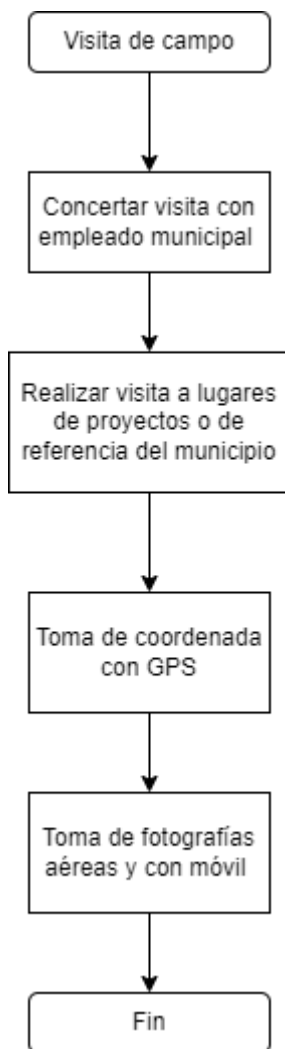 Visita de campo
Concertar visita con
empleado municipal
Realizar visita a lugares
de proyectos o de
referencia del municipio
Toma de coordenada
con GPS
Toma de fotografías
aéreas y con móvil
Fin